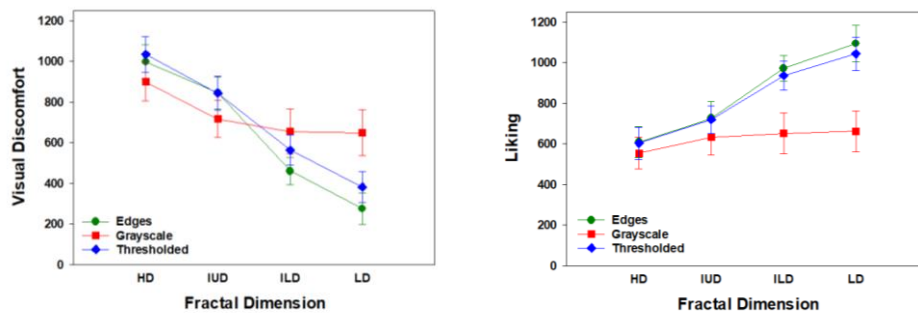 Visual Discomfort
1200
1000
800
600
400
200
0
Edges
Grayscale
Thresholded
HD IUD ILD LD
Fractal Dimension
Liking
1200
1000
800
600
400
200
0
Edges
Grayscale
Thresholded
HD IUD ILD LD
Fractal Dimension